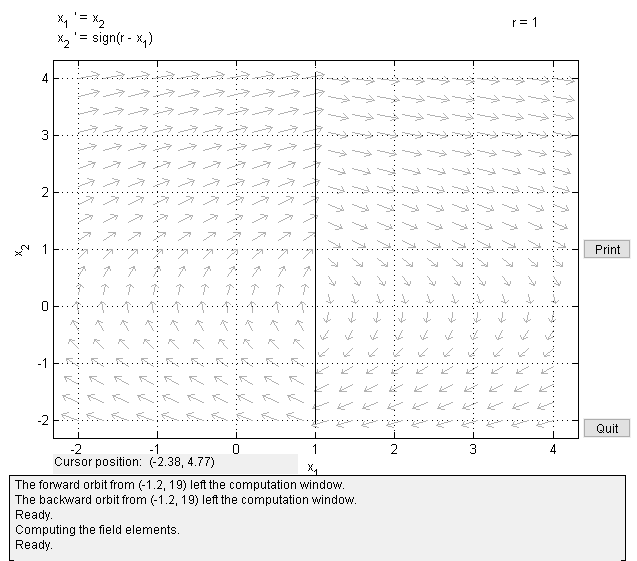 x1 ' = x2
x2 ' = sign(r - x1)
r = 1
4
3
2
1
0
-1
-2
x2
-2
-1
0
1
2
3
4
x1
Print
Quit
Cursor position: (-2.38, 4.77)
The forward orbit from (-1.2, 19) left the computation window.
The backward orbit from (-1.2, 19) left the computation window.
Ready.
Computing the field elements.
Ready.